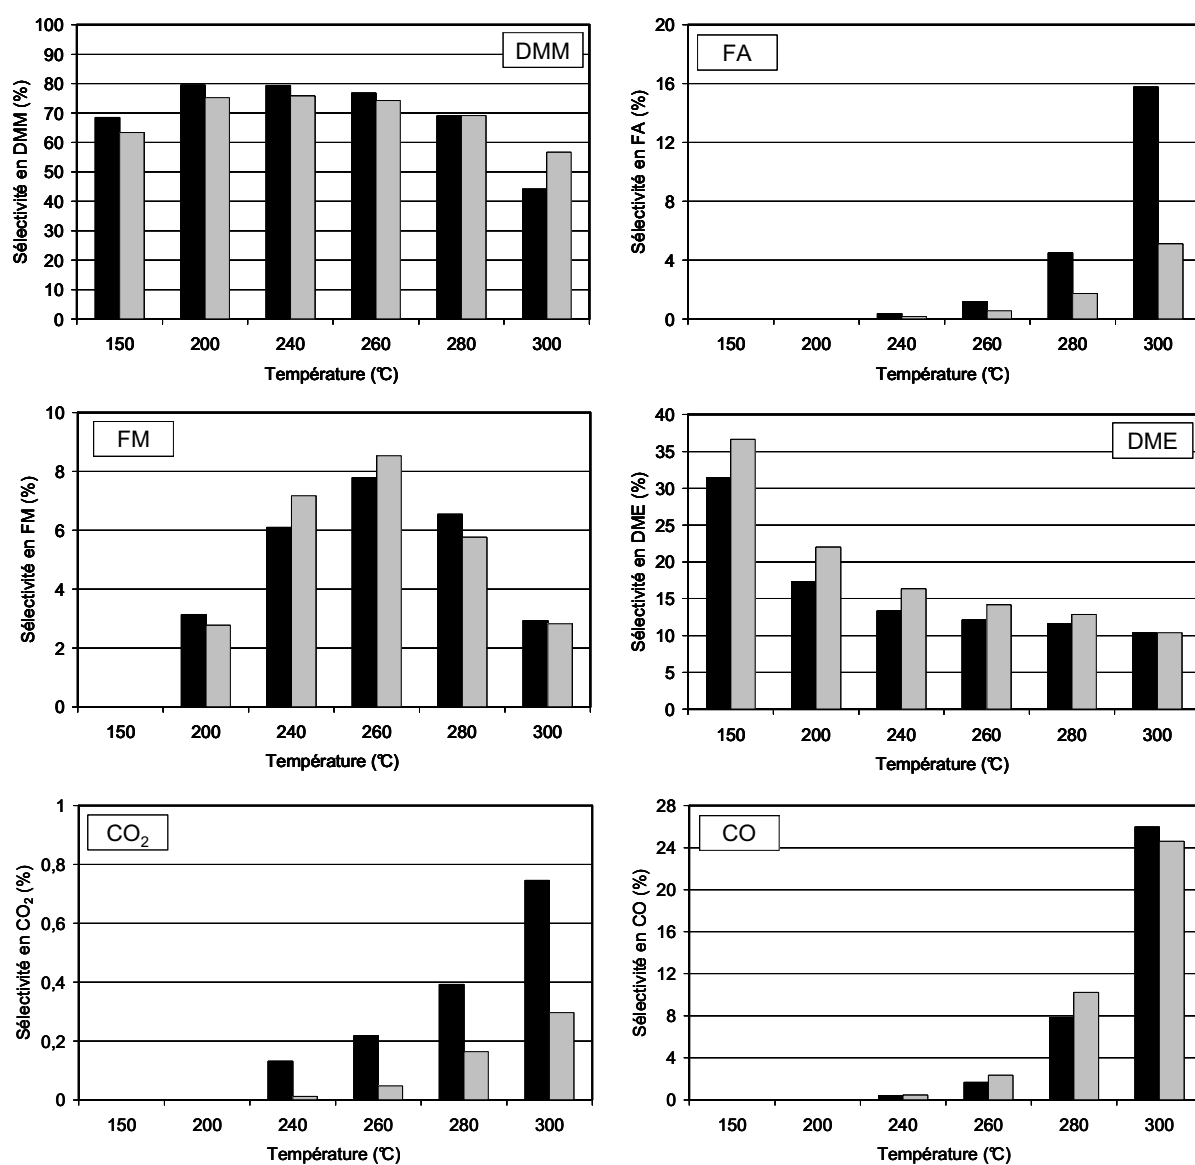 DMM
Sélectivité en DMM (%)
100
90
80
70
60
50
40
30
20
10
0
150 200 240 260 280 300
Température (°C)
FA
Sélectivité en FA (%)
20
16
12
8
4
0
150 200 240 260 280 300
Température (°C)
FM
Sélectivité en FM (%)
10
8
6
4
2
0
150 200 240 260 280 300
Température (°C)
DME
Sélectivité en DME (%)
40
35
30
25
20
15
10
5
0
150 200 240 260 280 300
Température (°C)
CO₂
Sélectivité en CO₂ (%)
1
0,8
0,6
0,4
0,2
0
150 200 240 260 280 300
Température (°C)
CO
Sélectivité en CO (%)
28
24
20
16
12
8
4
0
150 200 240 260 280 300
Température (°C)